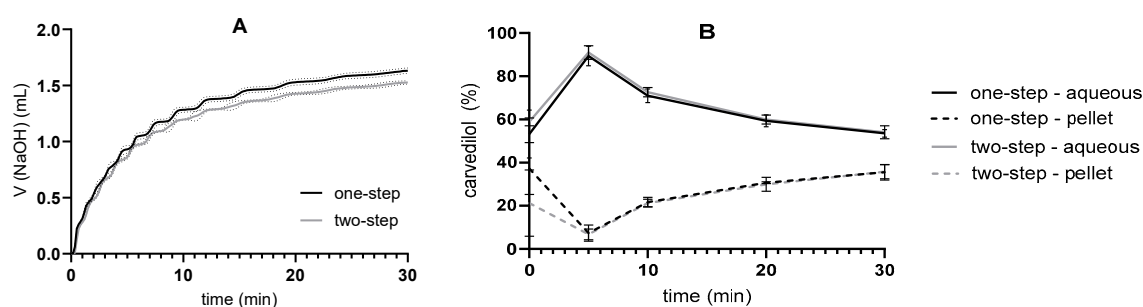 A
2.0
1.5
1.0
0.5
0.0
V (NaOH) (mL)
one-step
two-step
0 10 20 30
time (min)
B
100
80
60
40
20
0
carvedilol (%)
0 10 20 30
time (min)
one-step - aqueous
one-step - pellet
two-step - aqueous
two-step - pellet